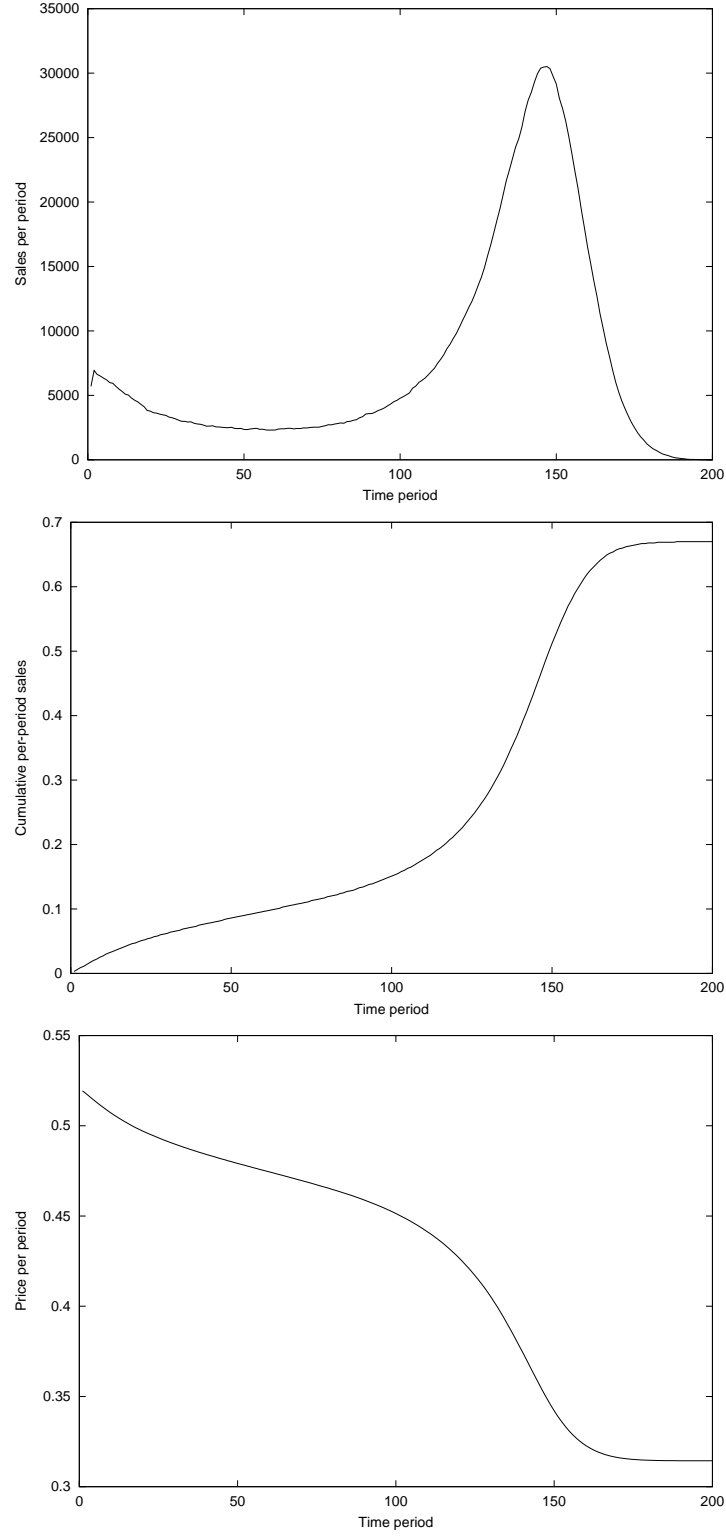 35000
30000
25000
20000
15000
10000
5000
0
Sales per period
0 50 100 150 200
Time period
0.7
0.6
0.5
0.4
0.3
0.2
0.1
0
Cumulative per-period sales
0 50 100 150 200
Time period
0.55
0.5
0.45
0.4
0.35
0.3
Price per period
0 50 100 150 200
Time period